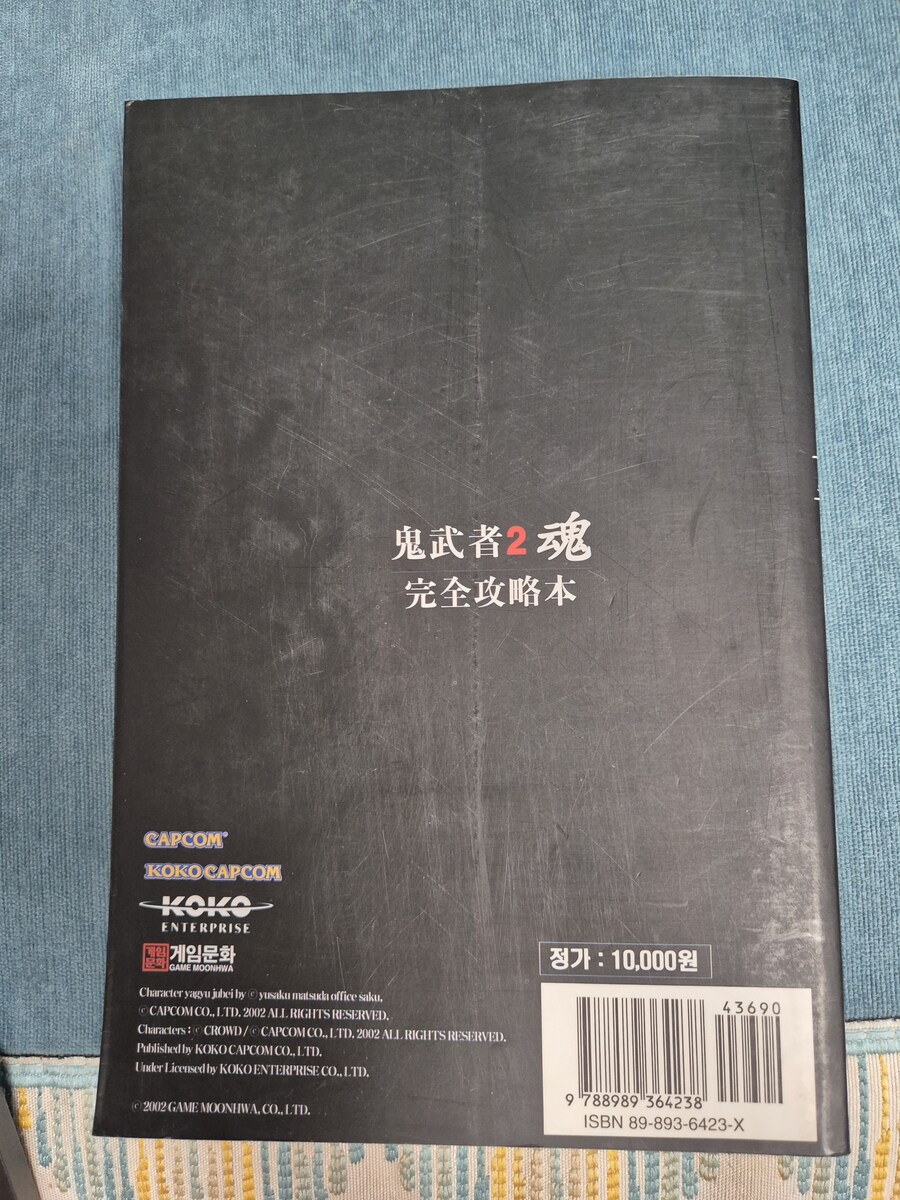 鬼武者2 魂
完全攻略本
CAPCOM®
KOKO CAPCOM
KOKO
ENTERPRISE
게임문화 게임문화
GAME MOONHWA
Character yagyu jubei by ⓒ yusaku matsuda office saku,
ⓒ CAPCOM CO., LTD. 2002 ALL RIGHTS RESERVED.
Characters : ⓒ CROWD / ⓒ CAPCOM CO., LTD. 2002 ALL RIGHTS RESERVED.
Published by KOKO CAPCOM CO., LTD.
Under Licensed by KOKO ENTERPRISE CO., LTD.
ⓒ 2002 GAME MOONHWA, CO., LTD.
정가 : 10,000원
43690
9 788989 364238
ISBN 89-893-6423-X